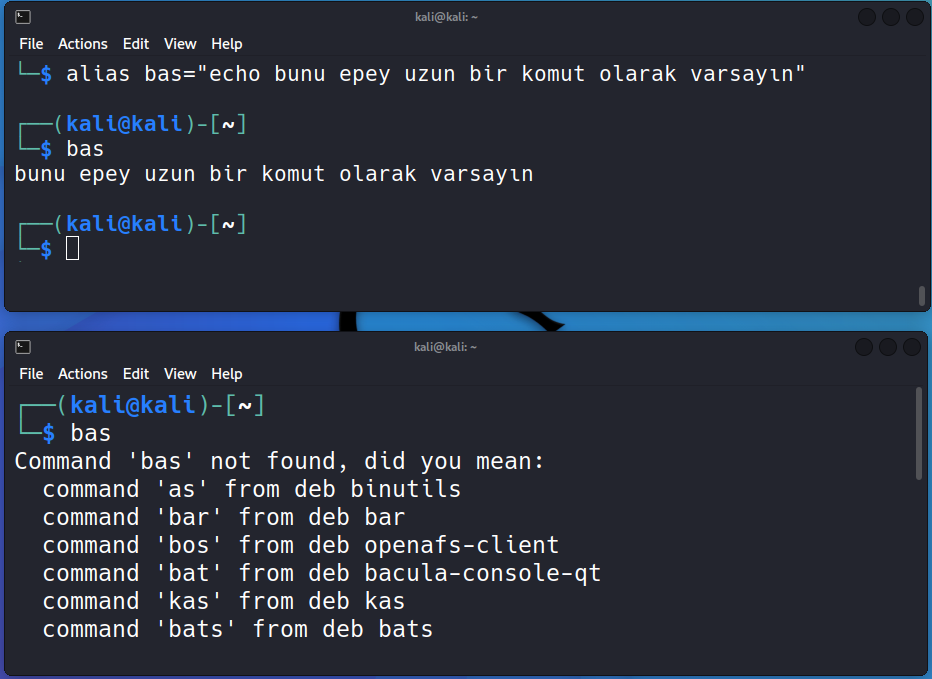 kali@kali: ~
File Actions Edit View Help
└─$ alias bas="echo bunu epey uzun bir komut olarak varsayın"
┌──(kali@kali)-[~]
└─$ bas
bunu epey uzun bir komut olarak varsayın
┌──(kali@kali)-[~]
└─$
kali@kali: ~
File Actions Edit View Help
┌──(kali@kali)-[~]
└─$ bas
Command 'bas' not found, did you mean:
command 'as' from deb binutils
command 'bar' from deb bar
command 'bos' from deb openafs-client
command 'bat' from deb bacula-console-qt
command 'kas' from deb kas
command 'bats' from deb bats